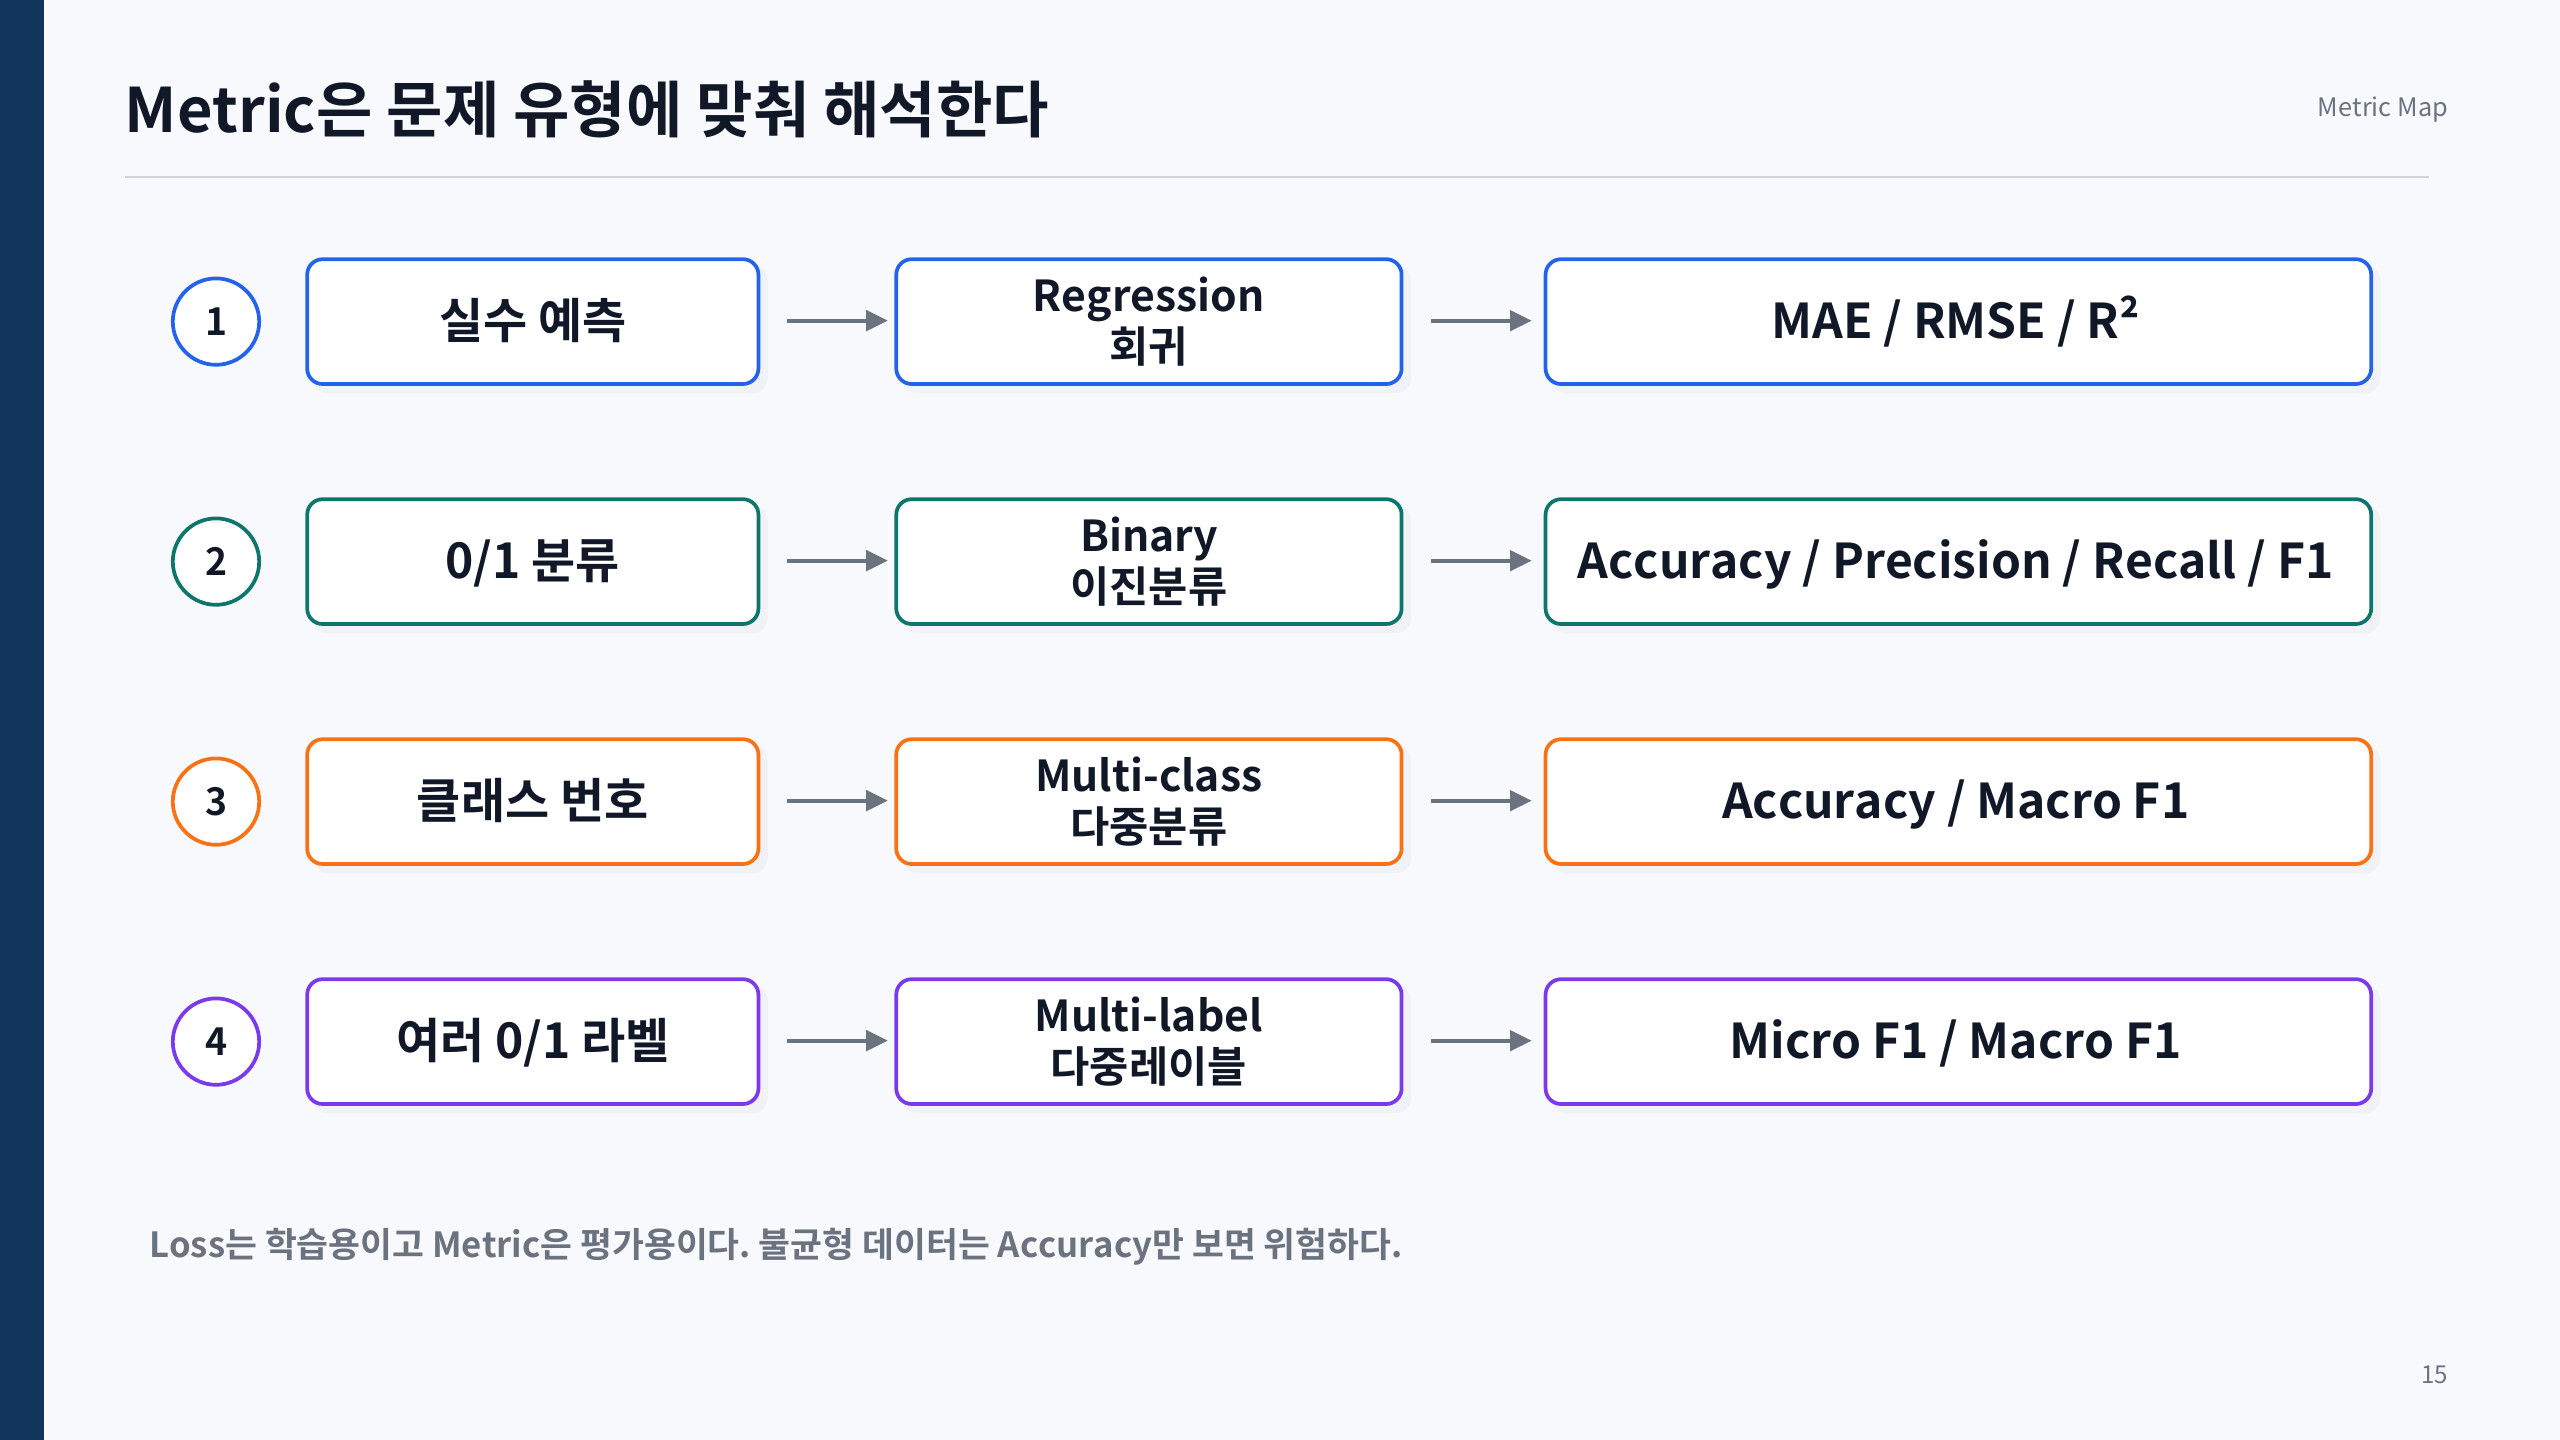 Metric은 문제 유형에 맞춰 해석한다
Metric Map
1
실수 예측
Regression
회귀
MAE / RMSE / R²
2
0/1 분류
Binary
이진분류
Accuracy / Precision / Recall / F1
3
클래스 번호
Multi-class
다중분류
Accuracy / Macro F1
4
여러 0/1 라벨
Multi-label
다중레이블
Micro F1 / Macro F1
Loss는 학습용이고 Metric은 평가용이다. 불균형 데이터는 Accuracy만 보면 위험하다.
15